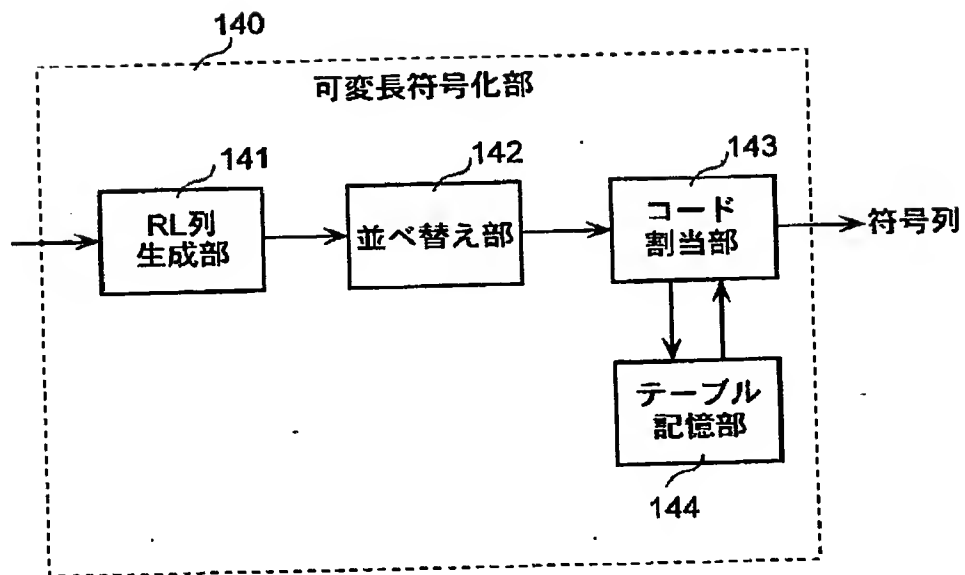 140
可変長符号化部
141
RL列
生成部
142
並べ替え部
143
コード
割当部
符号列
テーブル
記憶部
144